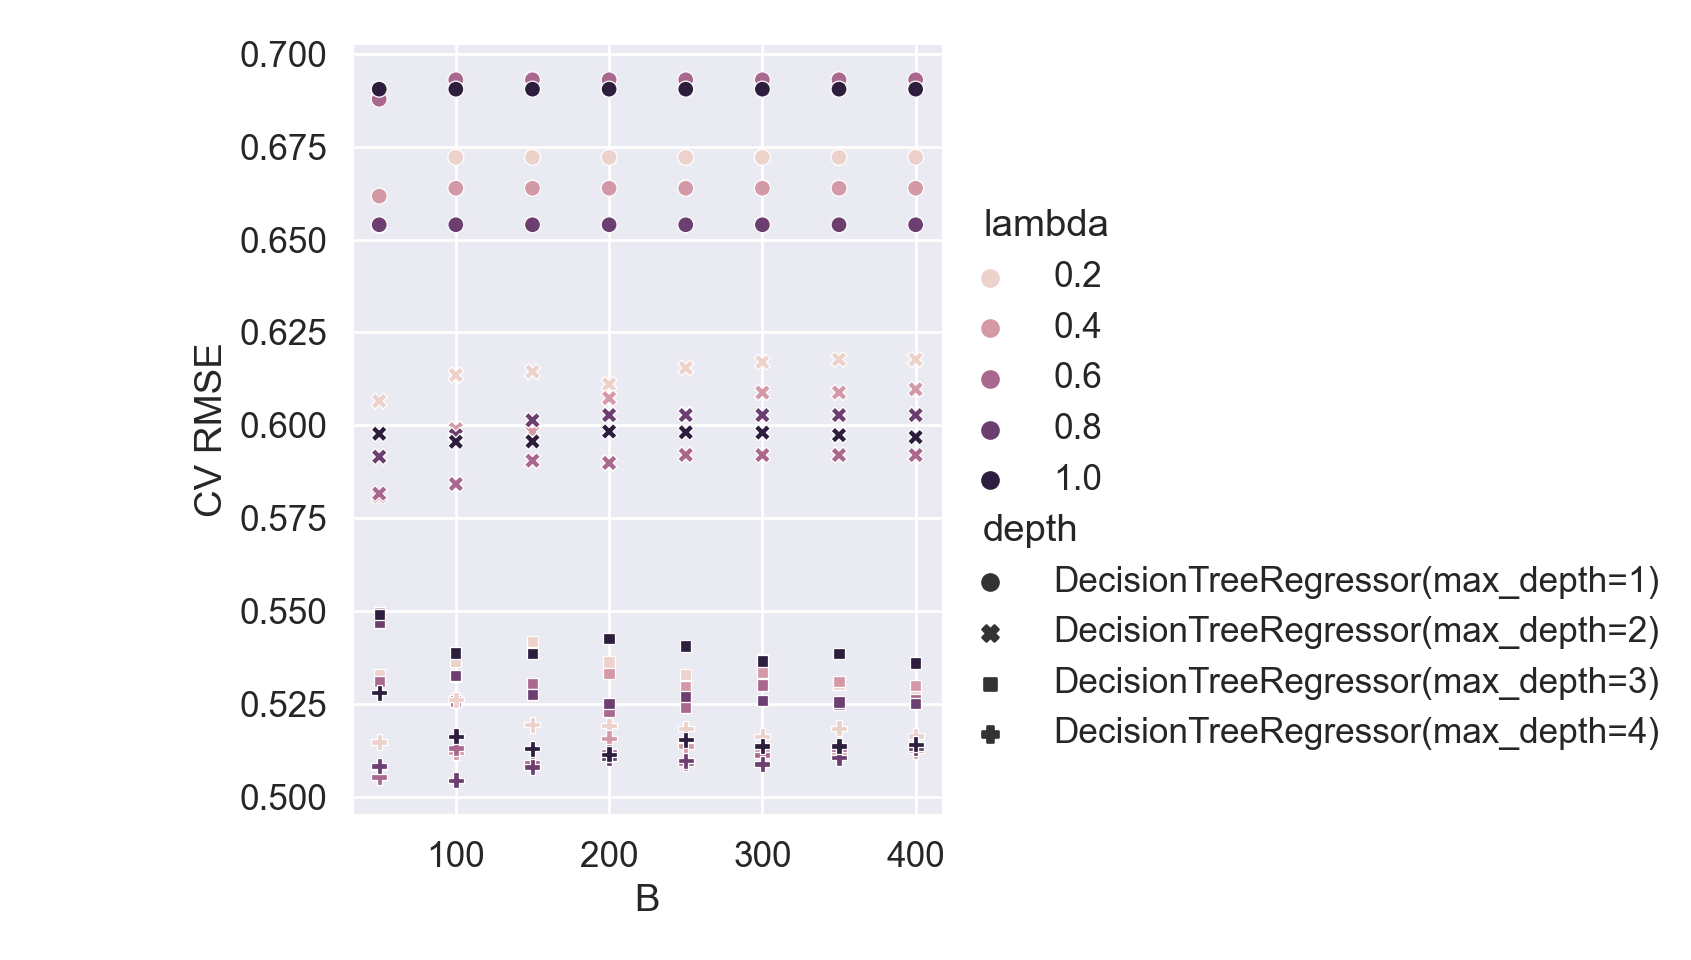 0.700
0.675
0.650
0.625
0.600
0.575
0.550
0.525
0.500
CV RMSE
100 200 300 400
B
lambda
0.2
0.4
0.6
0.8
1.0
depth
DecisionTreeRegressor(max_depth=1)
DecisionTreeRegressor(max_depth=2)
DecisionTreeRegressor(max_depth=3)
DecisionTreeRegressor(max_depth=4)